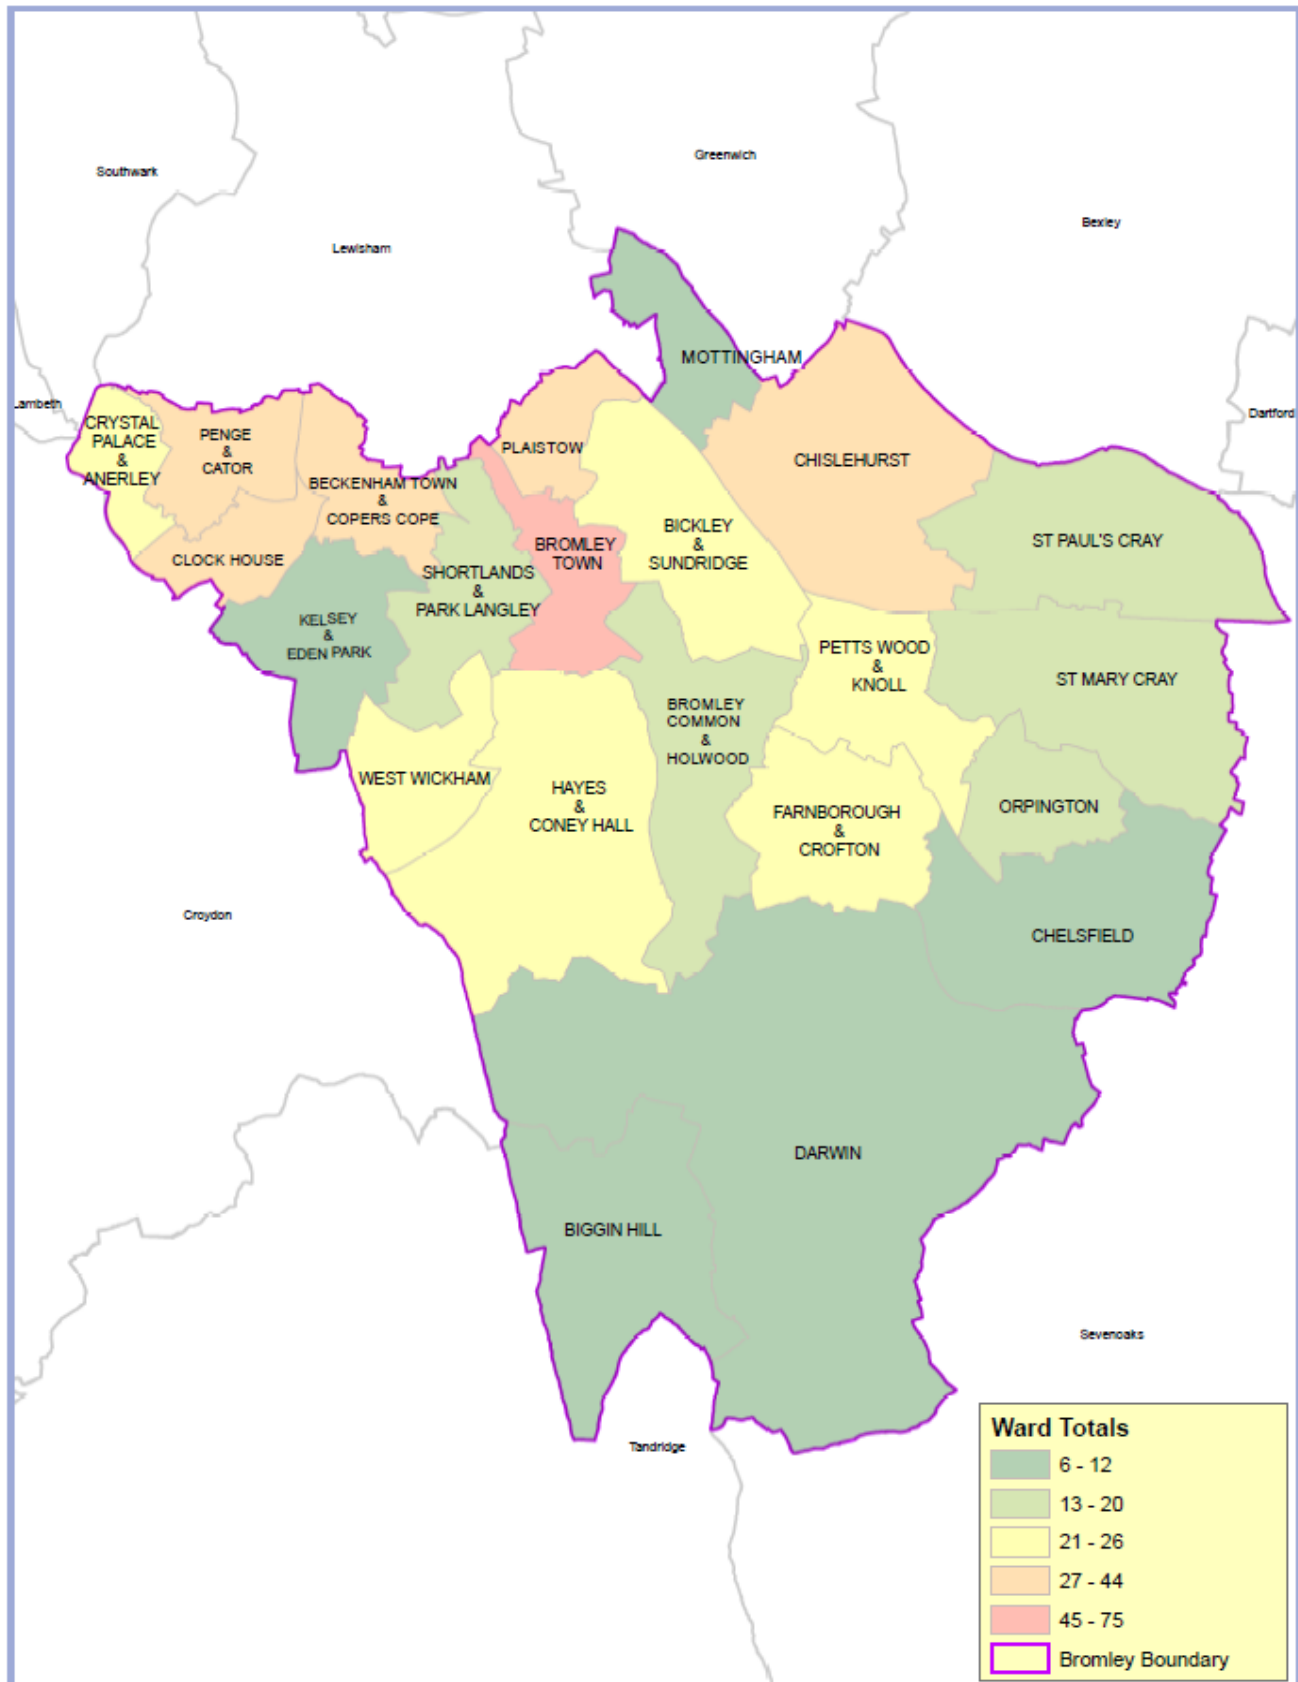 Southwark
Greenwich
Bexley
Lewisham
MOTTINGHAM
Lambeth
Dartford
CRYSTAL
PALACE
&
ANERLEY
PENGE
&
CATOR
PLAISTOW
CHISLEHURST
BECKENHAM TOWN
&
COPERS COPE
BICKLEY
&
SUNDRIDGE
BROMLEY
TOWN
ST PAUL'S CRAY
CLOCK HOUSE
SHORTLANDS
&
PARK LANGLEY
KELSEY
&
EDEN PARK
PETTS WOOD
&
KNOLL
ST MARY CRAY
BROMLEY
COMMON
&
HOLWOOD
WEST WICKHAM
HAYES
&
CONEY HALL
FARNBOROUGH
&
CROFTON
ORPINGTON
Croydon
CHELSFIELD
DARWIN
BIGGIN HILL
Sevenoaks
Tandridge
Ward Totals
6 - 12
13 - 20
21 - 26
27 - 44
45 - 75
Bromley Boundary